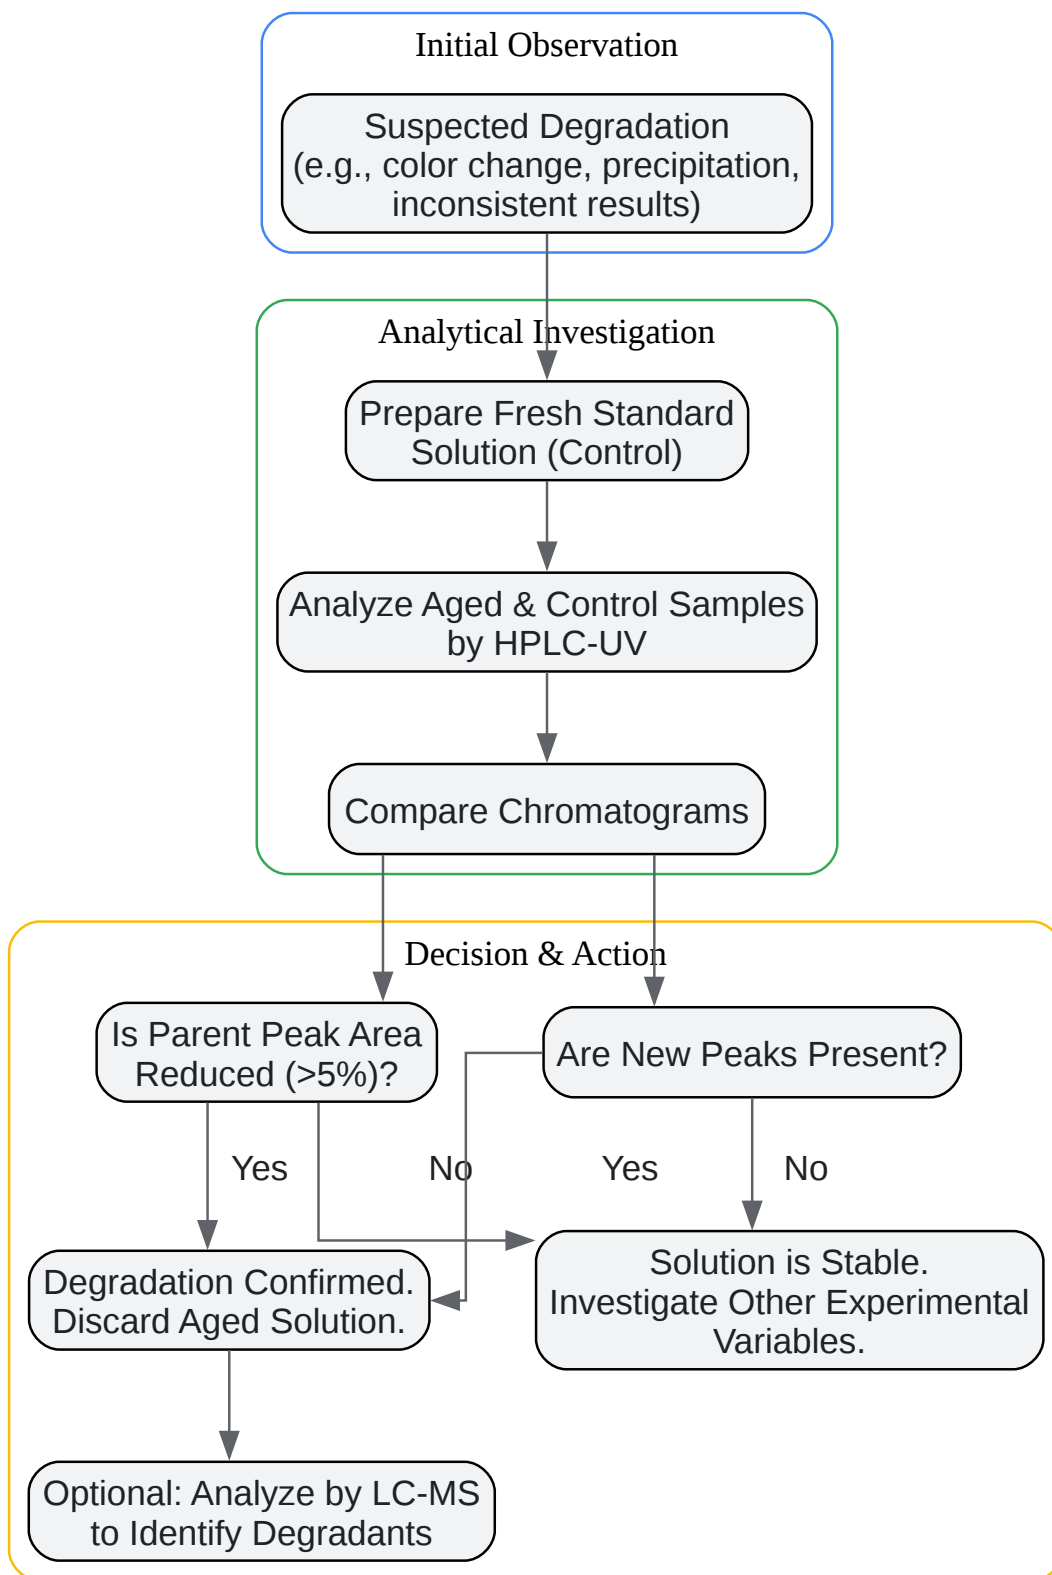 Initial Observation
Suspected Degradation
(e.g., color change, precipitation,
inconsistent results)
Analytical Investigation
Prepare Fresh Standard
Solution (Control)
Analyze Aged & Control Samples
by HPLC-UV
Compare Chromatograms
Decision & Action
Is Parent Peak Area
Reduced (>5%)?
Are New Peaks Present?
Yes
No
Yes
No
Degradation Confirmed.
Discard Aged Solution.
Solution is Stable.
Investigate Other Experimental
Variables.
Optional: Analyze by LC-MS
to Identify Degradants